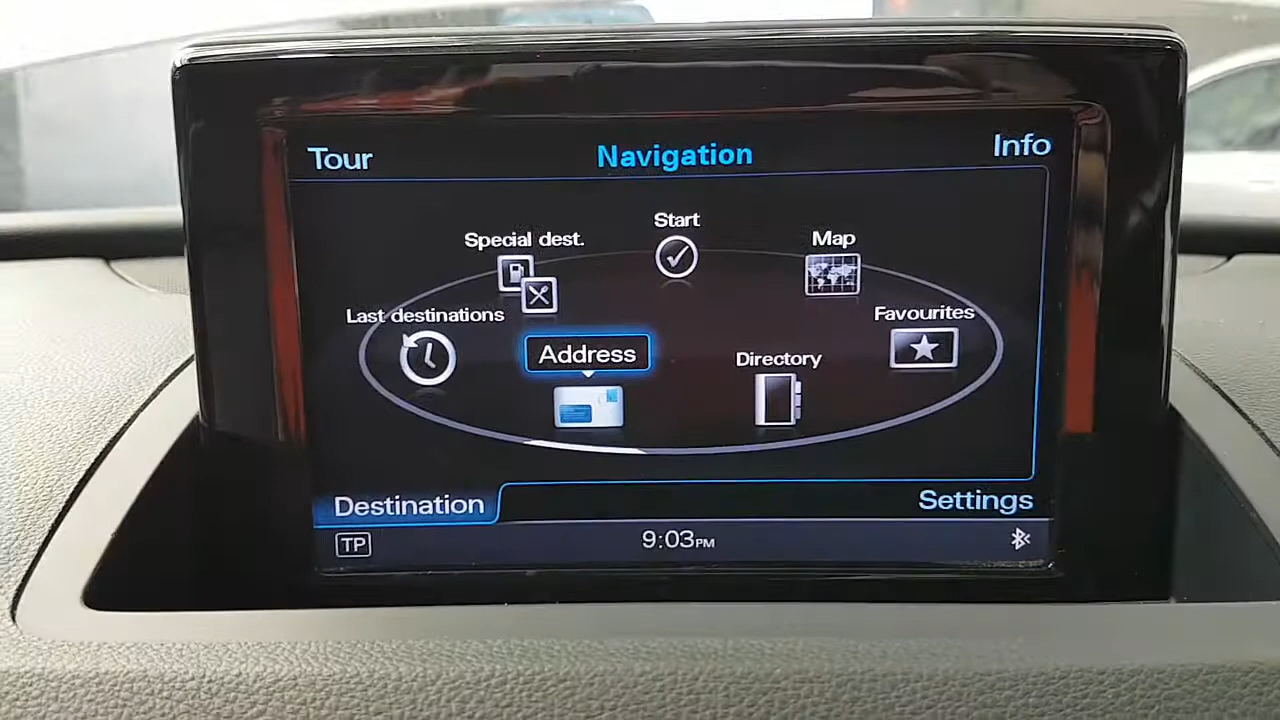 Tour
Navigation
Info
Start
Special dest.
Map
Last destinations
Favourites
Address
Directory
Destination
Settings
TP
9:03PM